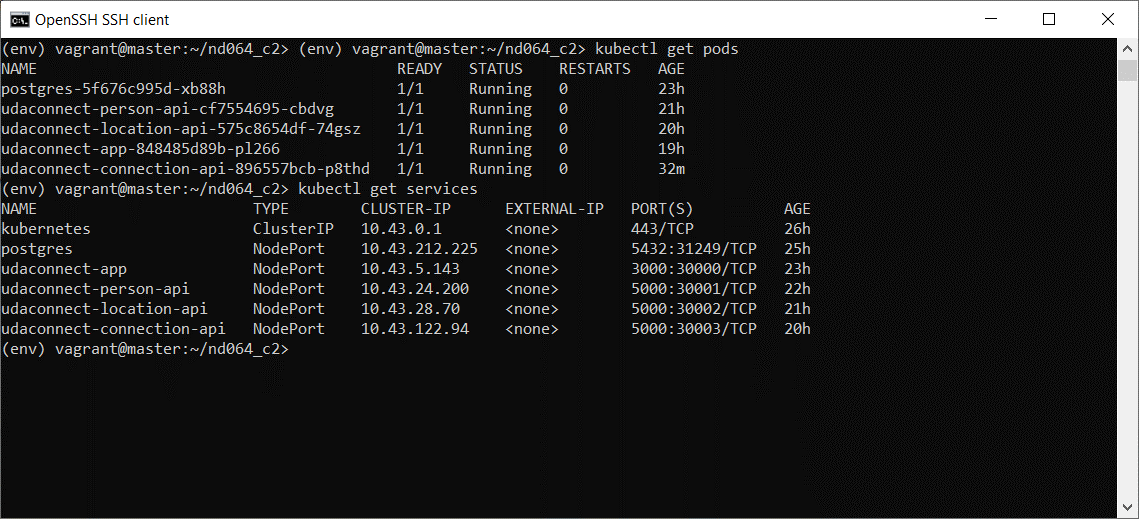 OpenSSH SSH client
(env) vagrant@master:~/nd064_c2> (env) vagrant@master:~/nd064_c2> kubectl get pods
NAME                                        READY   STATUS    RESTARTS   AGE
postgres-5f676c995d-xb88h                   1/1     Running   0          23h
udaconnect-person-api-cf7554695-cbdvg       1/1     Running   0          21h
udaconnect-location-api-575c8654df-74gsz    1/1     Running   0          20h
udaconnect-app-848485d89b-pl266             1/1     Running   0          19h
udaconnect-connection-api-896557bcb-p8thd   1/1     Running   0          32m
(env) vagrant@master:~/nd064_c2> kubectl get services
NAME                        TYPE        CLUSTER-IP      EXTERNAL-IP   PORT(S)          AGE
kubernetes                  ClusterIP   10.43.0.1       <none>        443/TCP          26h
postgres                    NodePort    10.43.212.225   <none>        5432:31249/TCP   25h
udaconnect-app              NodePort    10.43.5.143     <none>        3000:30000/TCP   23h
udaconnect-person-api       NodePort    10.43.24.200    <none>        5000:30001/TCP   22h
udaconnect-location-api     NodePort    10.43.28.70     <none>        5000:30002/TCP   21h
udaconnect-connection-api   NodePort    10.43.122.94    <none>        5000:30003/TCP   20h
(env) vagrant@master:~/nd064_c2>